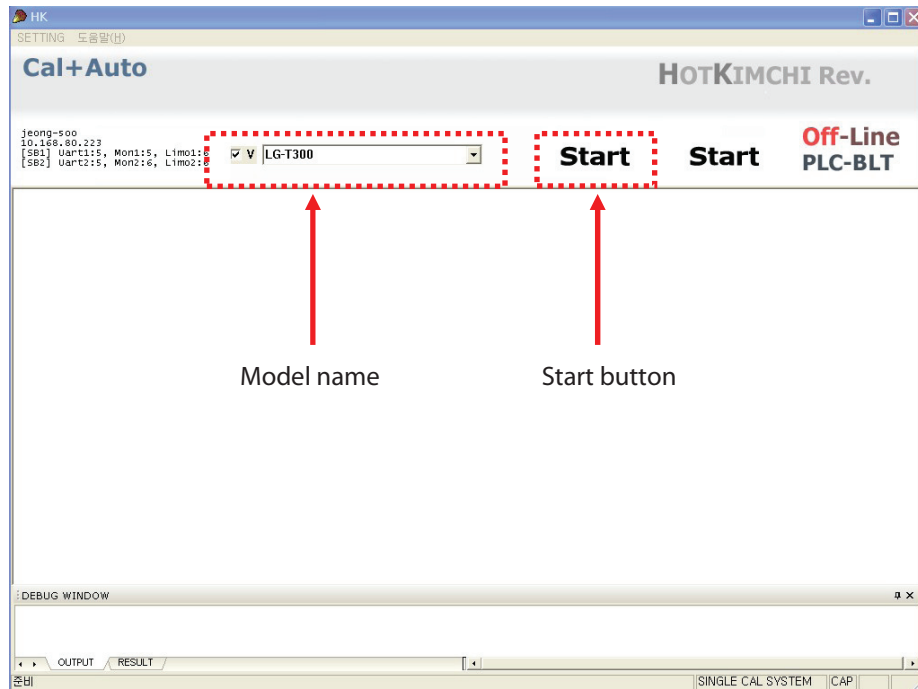 HK
SETTING 도움말(H)
Cal+Auto
HOTKIMCHI Rev.
jeong-soo
10.168.80.223
[SB1] Uart1:5, Mon1:5, Limo1:6
[SB2] Uart2:5, Mon2:6, Limo2:8
V LG-T300
Start
Start
Off-Line
PLC-BLT
Model name
Start button
DEBUG WINDOW
OUTPUT RESULT
준비
SINGLE CAL SYSTEM CAP